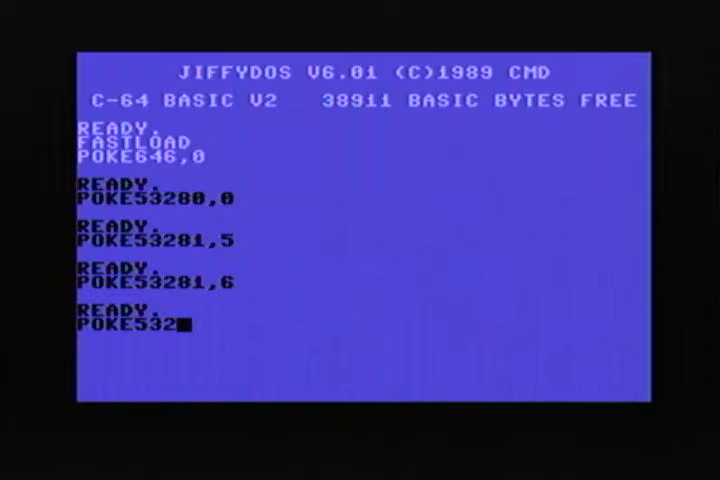 JIFFYDOS V6.01 (C)1989 CMD
C-64 BASIC V2   38911 BASIC BYTES FREE
READY.
FASTLOAD
POKE646,0
READY.
POKE53280,0
READY.
POKE53281,5
READY.
POKE53281,6
READY.
POKE532